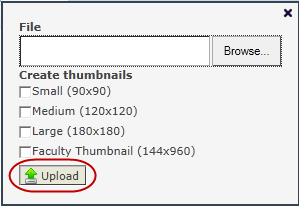 File
Browse...
Create thumbnails
Small (90x90)
Medium (120x120)
Large (180x180)
Faculty Thumbnail (144x960)
Upload